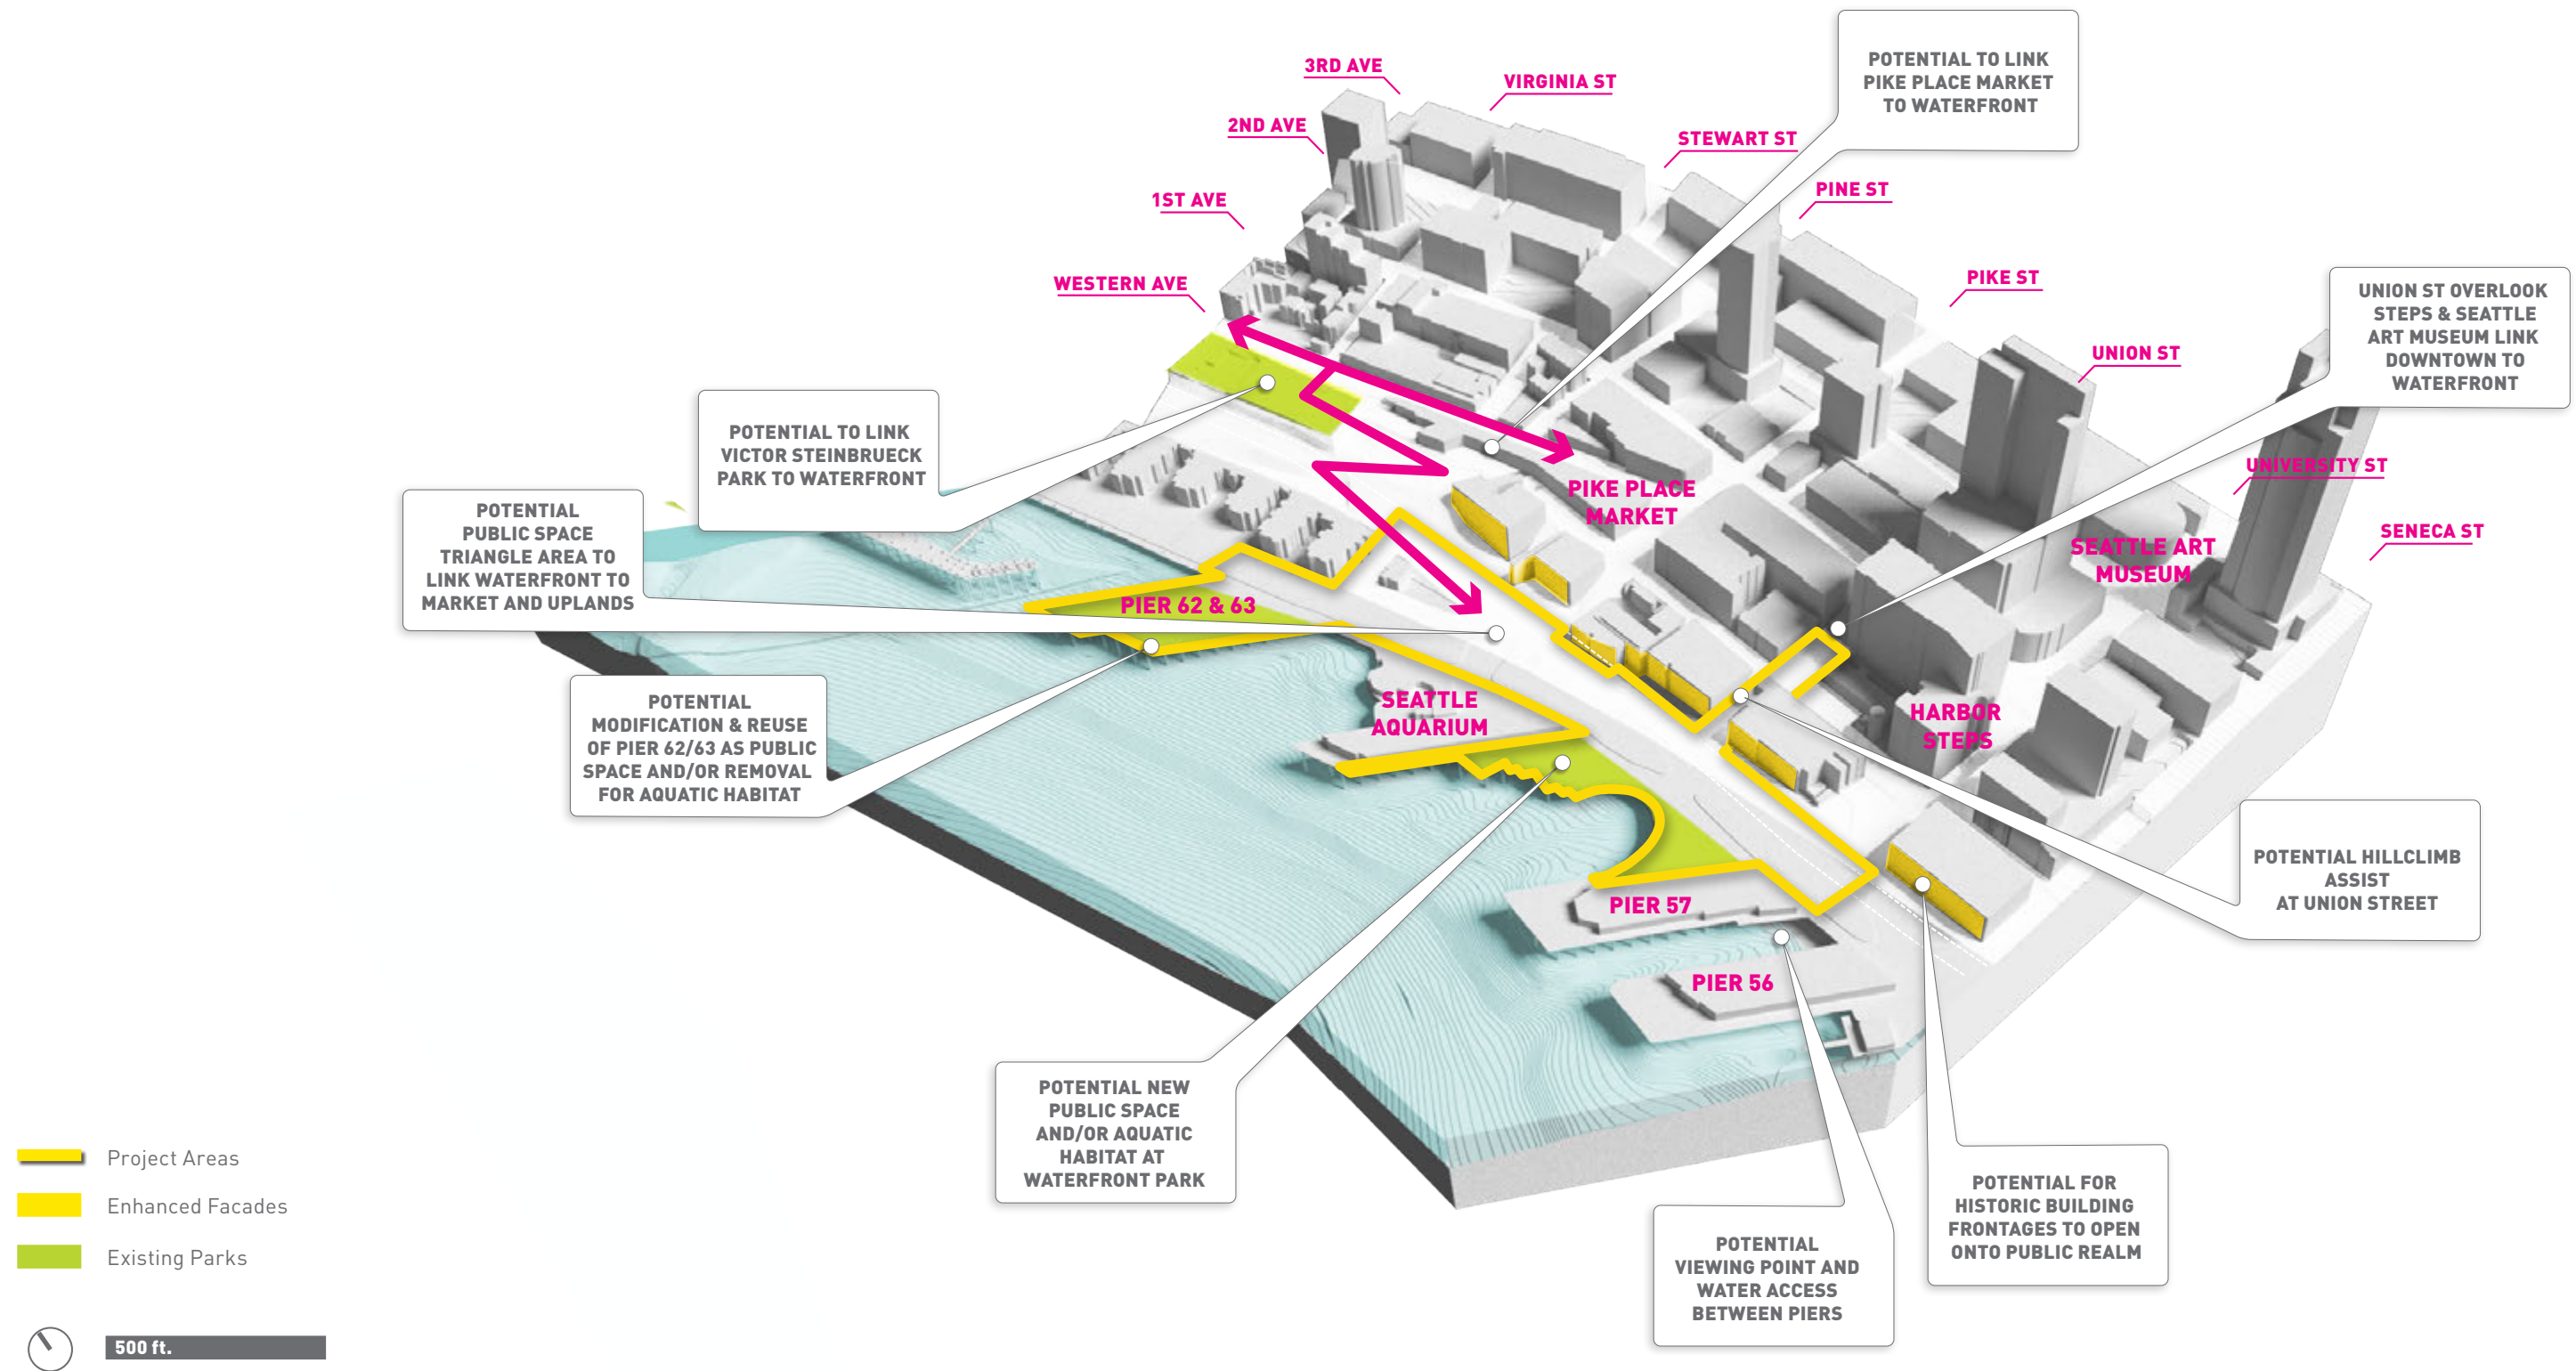 3RD AVE
VIRGINIA ST
2ND AVE
STEWART ST
1ST AVE
PINE ST
WESTERN AVE
PIKE ST
UNION ST
UNIVERSITY ST
SENECA ST
POTENTIAL TO LINK
PIKE PLACE MARKET
TO WATERFRONT
UNION ST OVERLOOK
STEPS & SEATTLE
ART MUSEUM LINK
DOWNTOWN TO
WATERFRONT
POTENTIAL TO LINK
VICTOR STEINBRUECK
PARK TO WATERFRONT
POTENTIAL
PUBLIC SPACE
TRIANGLE AREA TO
LINK WATERFRONT TO
MARKET AND UPLANDS
PIKE PLACE
MARKET
SEATTLE ART
MUSEUM
PIER 62 & 63
SEATTLE
AQUARIUM
HARBOR
STEPS
POTENTIAL
MODIFICATION & REUSE
OF PIER 62/63 AS PUBLIC
SPACE AND/OR REMOVAL
FOR AQUATIC HABITAT
POTENTIAL HILLCLIMB
ASSIST
AT UNION STREET
PIER 57
PIER 56
POTENTIAL NEW
PUBLIC SPACE
AND/OR AQUATIC
HABITAT AT
WATERFRONT PARK
POTENTIAL FOR
HISTORIC BUILDING
FRONTAGES TO OPEN
ONTO PUBLIC REALM
POTENTIAL
VIEWING POINT AND
WATER ACCESS
BETWEEN PIERS
Project Areas
Enhanced Facades
Existing Parks
500 ft.